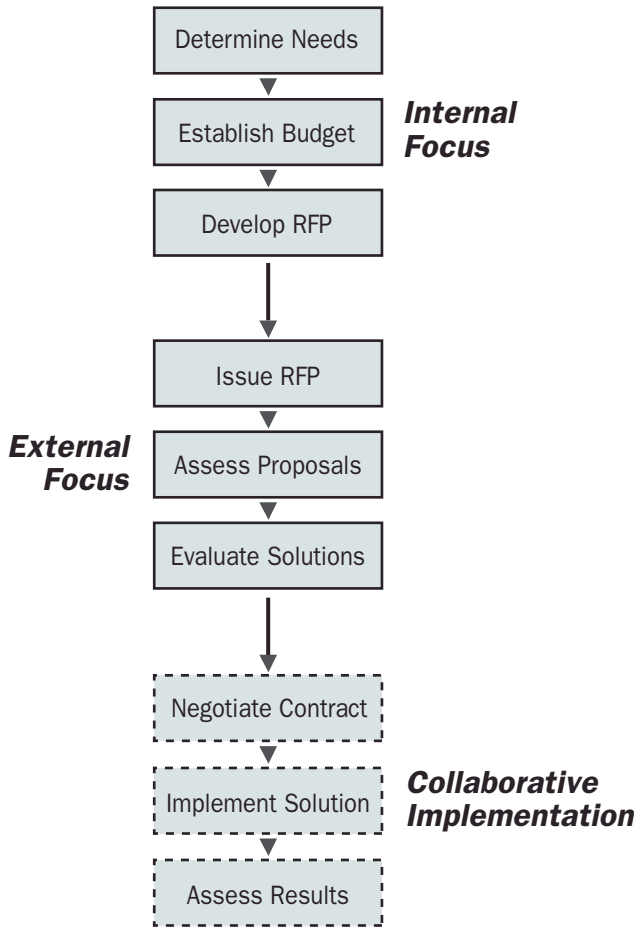 Determine Needs
Establish Budget
Internal
Focus
Develop RFP
Issue RFP
External
Focus
Assess Proposals
Evaluate Solutions
Negotiate Contract
Implement Solution
Collaborative
Implementation
Assess Results